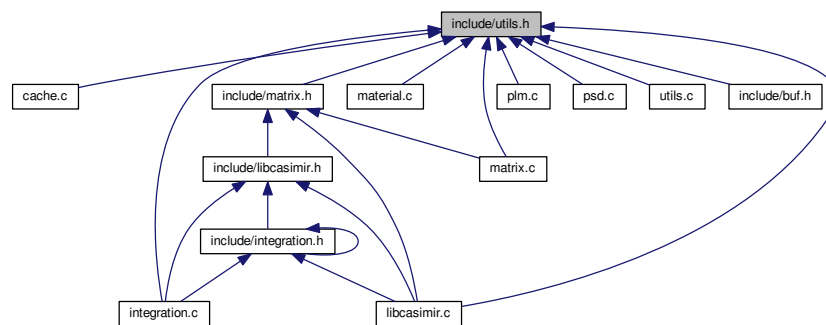 include/utils.h
cache.c
include/matrix.h
material.c
plm.c
psd.c
utils.c
include/buf.h
include/libcasimir.h
matrix.c
include/integration.h
integration.c
libcasimir.c